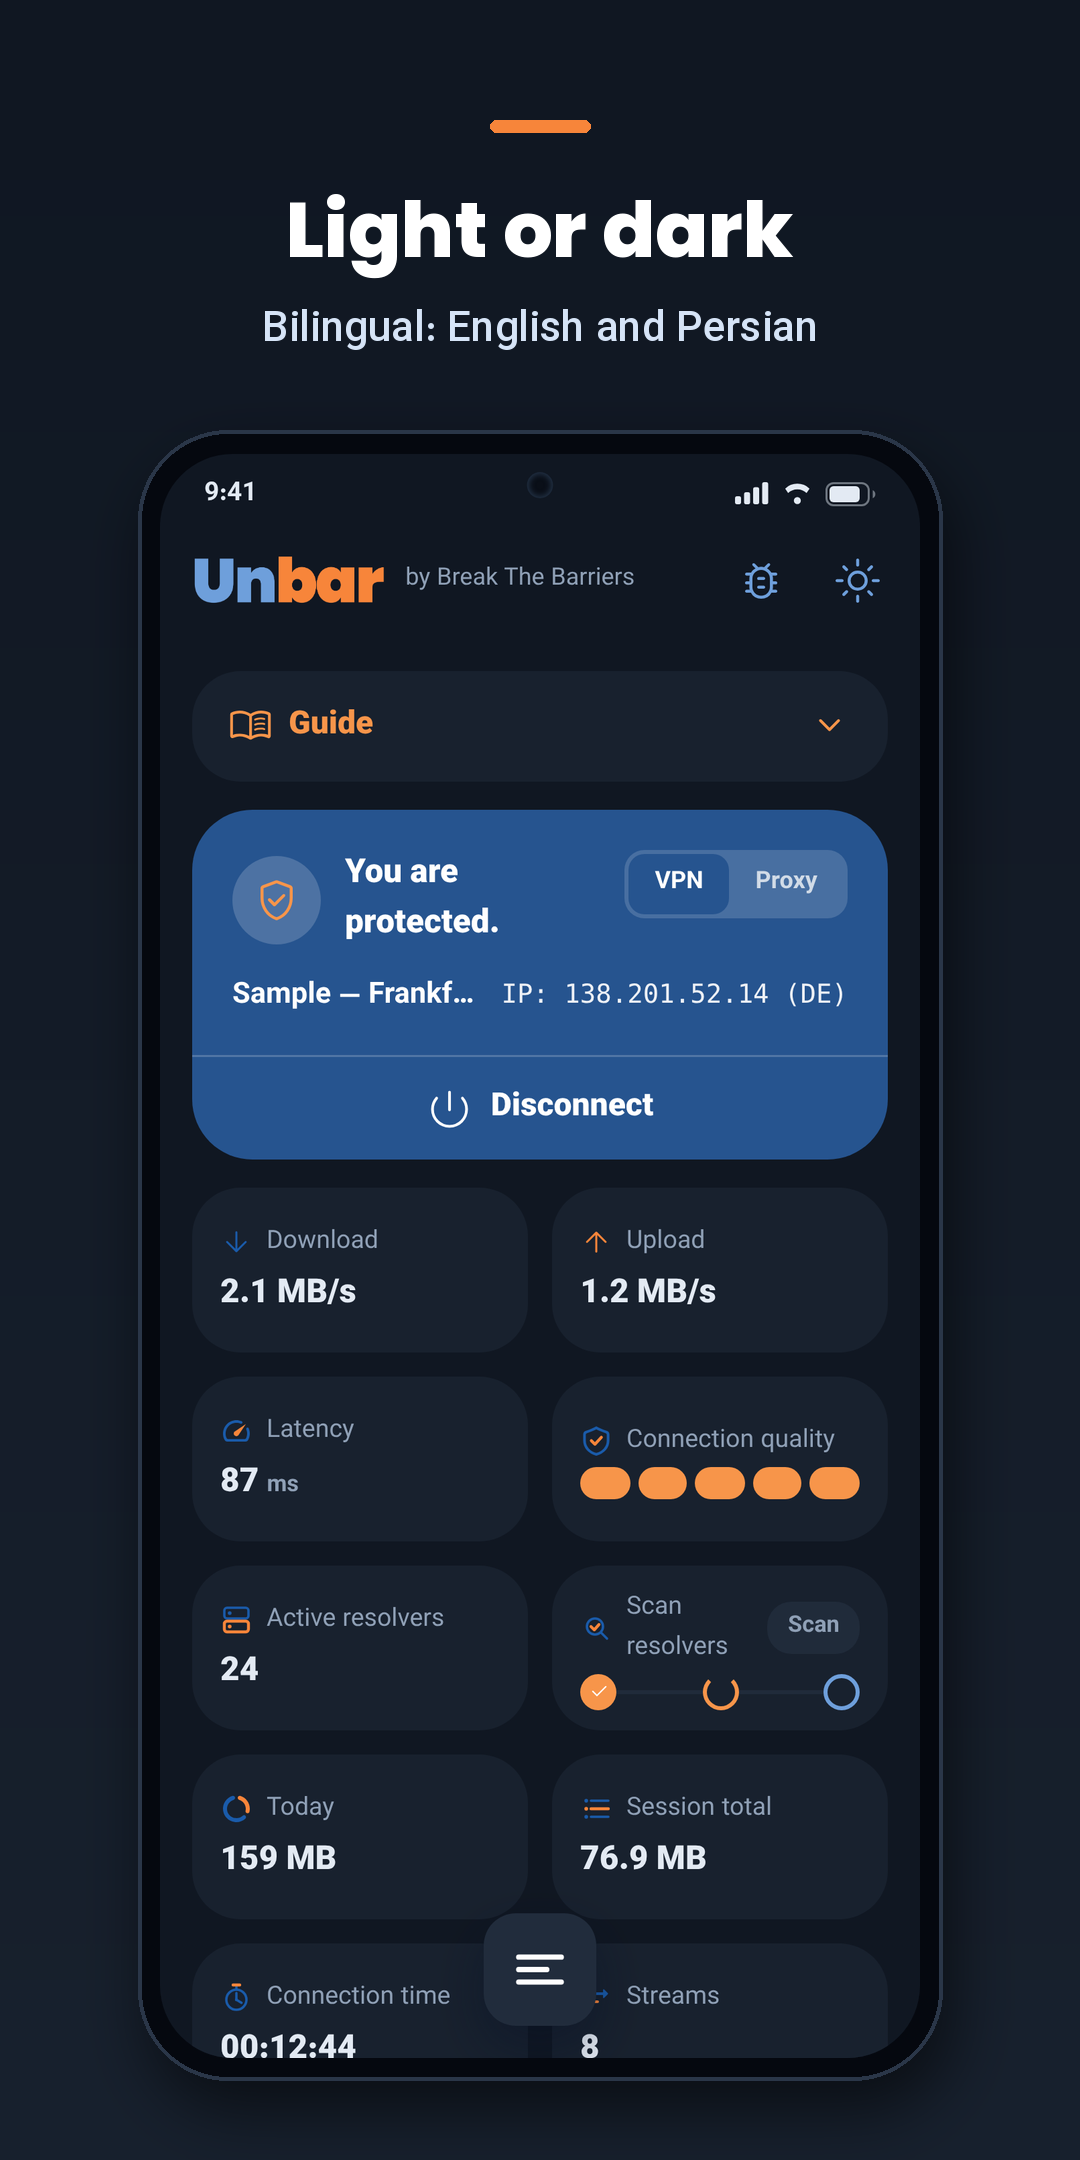 Light or dark
Bilingual: English and Persian
9:41
Unbar by Break The Barriers
Guide
You are
protected.
VPN Proxy
Sample — Frankf... IP: 138.201.52.14 (DE)
Disconnect
Download
2.1 MB/s
Upload
1.2 MB/s
Latency
87 ms
Connection quality
Active resolvers
24
Scan
resolvers
Scan
Today
159 MB
Session total
76.9 MB
Connection time
00:12:44
Streams
8